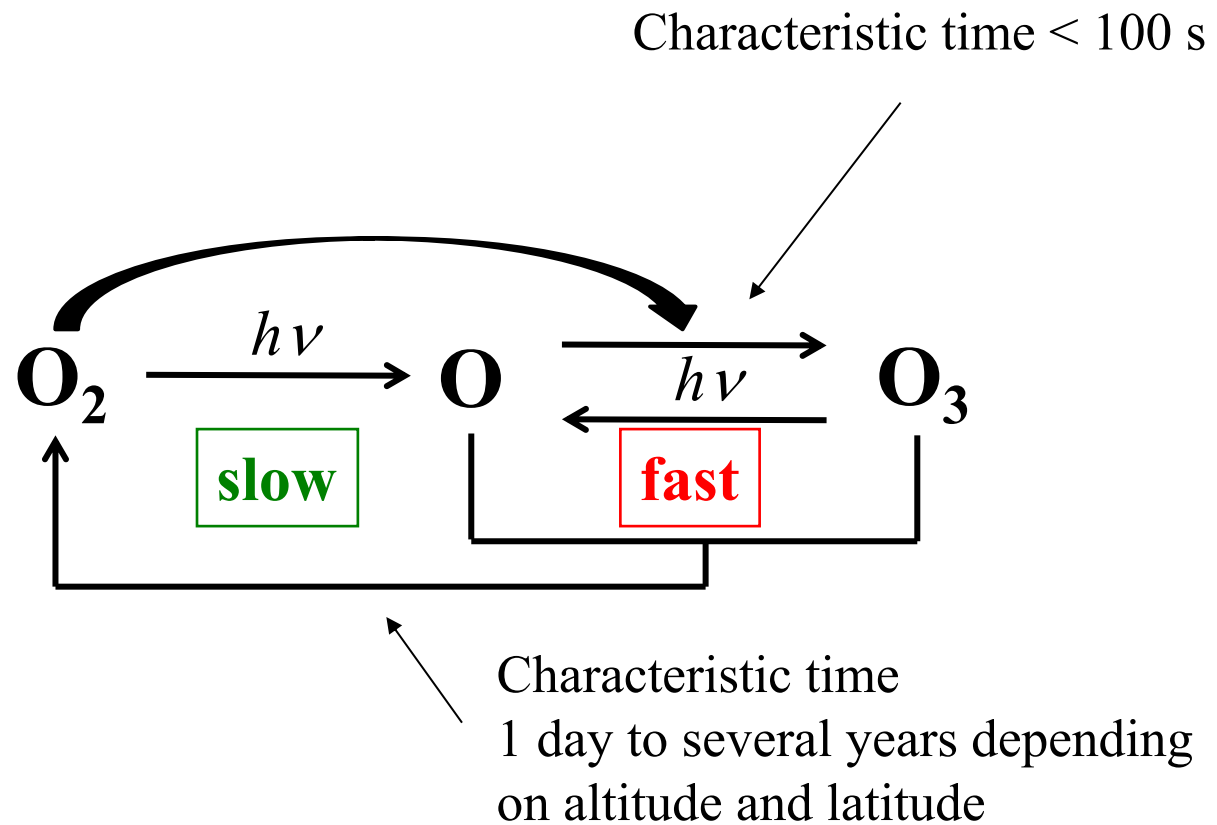 Characteristic time < 100 s
hν
O₂
O
hν
O₃
slow
fast
Characteristic time
1 day to several years depending
on altitude and latitude